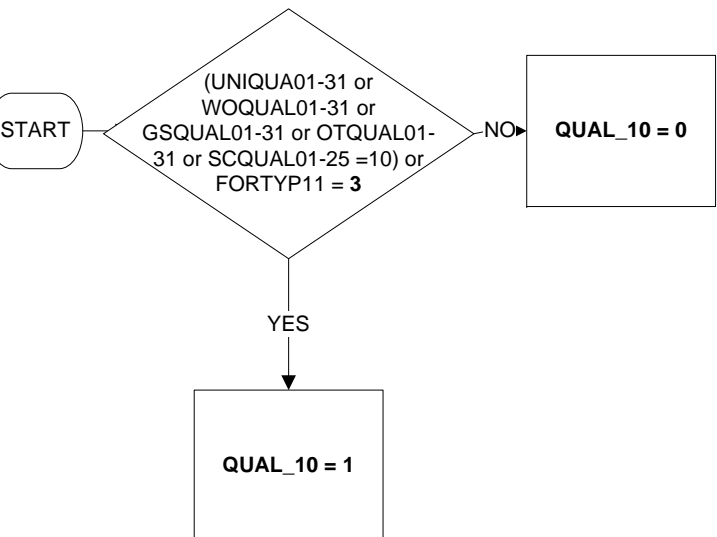 START
(UNIQUA01-31 or
WOQUAL01-31 or
GSQUAL01-31 or OTQUAL01-
31 or SCQUAL01-25 =10) or
FORTYP11 = 3
NO
QUAL_10 = 0
YES
QUAL_10 = 1